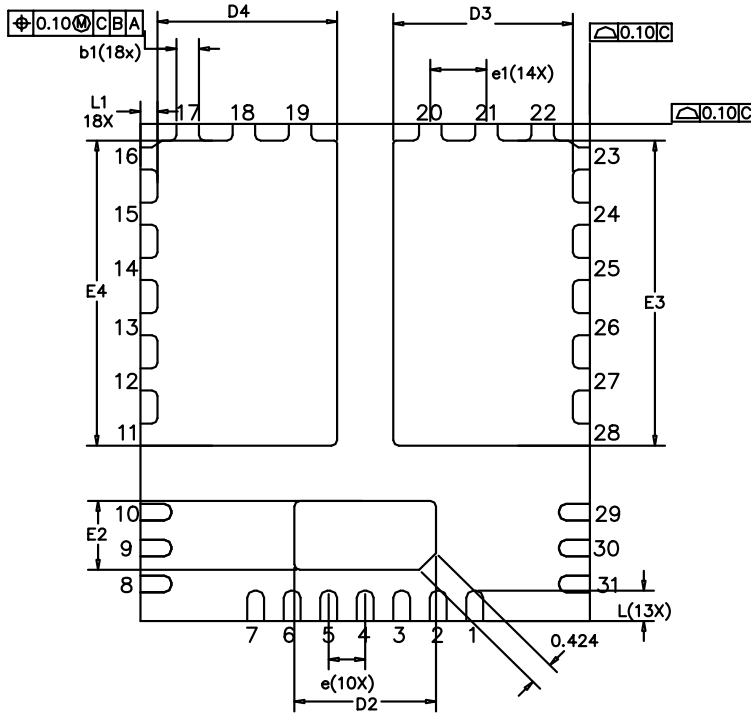 D4
D3
⌖ 0.10 Ⓜ C B A
⌓ 0.10 C
b1(18x)
e1(14X)
L1
18X
17 18 19 20 21 22
⌓ 0.10 C
16 23
15 24
14 25
E4 E3
13 26
12 27
11 28
10 29
E2
9 30
8 31
L(13X)
7 6 5 4 3 2 1
0.424
e(10X)
D2